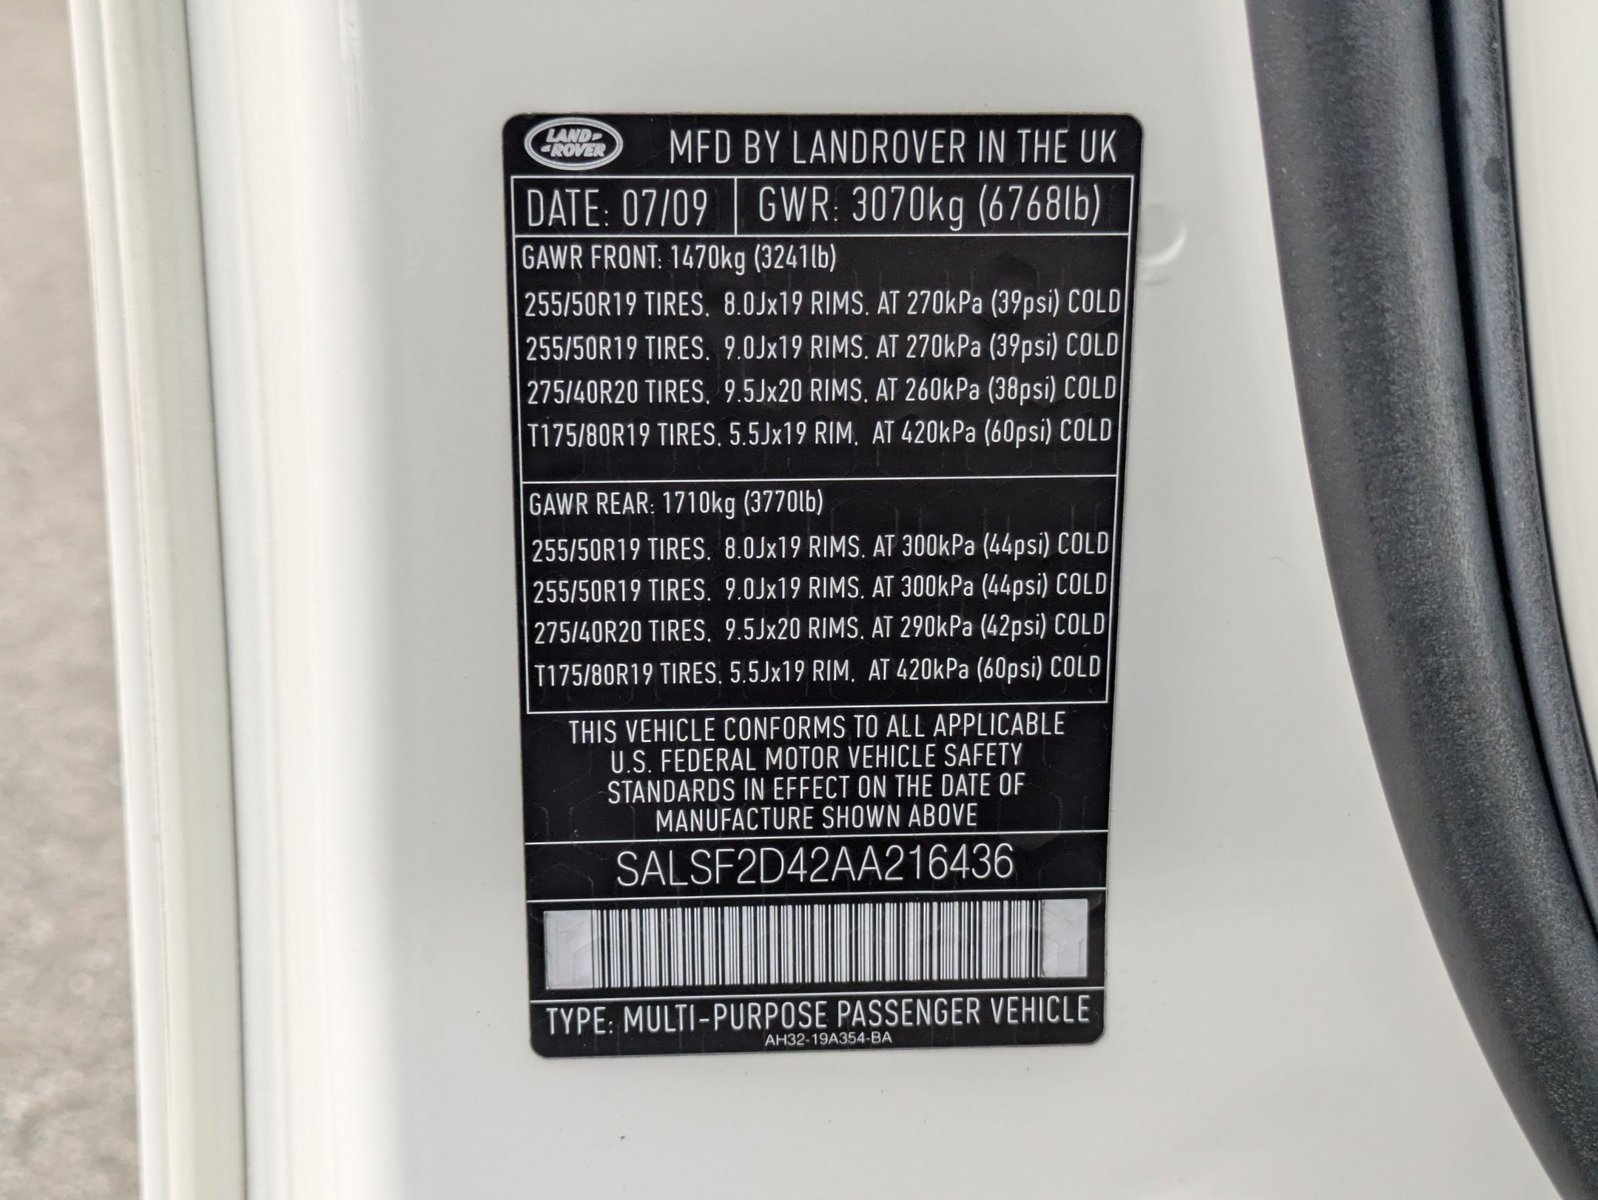 LAND-
-ROVER
MFD BY LANDROVER IN THE UK
DATE: 07/09 GWR: 3070kg (6768lb)
GAWR FRONT: 1470kg (3241lb)
255/50R19 TIRES, 8.0Jx19 RIMS, AT 270kPa (39psi) COLD
255/50R19 TIRES, 9.0Jx19 RIMS, AT 270kPa (39psi) COLD
275/40R20 TIRES, 9.5Jx20 RIMS, AT 260kPa (38psi) COLD
T175/80R19 TIRES, 5.5Jx19 RIM, AT 420kPa (60psi) COLD
GAWR REAR: 1710kg (3770lb)
255/50R19 TIRES, 8.0Jx19 RIMS, AT 300kPa (44psi) COLD
255/50R19 TIRES, 9.0Jx19 RIMS, AT 300kPa (44psi) COLD
275/40R20 TIRES, 9.5Jx20 RIMS, AT 290kPa (42psi) COLD
T175/80R19 TIRES, 5.5Jx19 RIM, AT 420kPa (60psi) COLD
THIS VEHICLE CONFORMS TO ALL APPLICABLE
U.S. FEDERAL MOTOR VEHICLE SAFETY
STANDARDS IN EFFECT ON THE DATE OF
MANUFACTURE SHOWN ABOVE
SALSF2D42AA216436
TYPE: MULTI-PURPOSE PASSENGER VEHICLE
AH32-19A354-BA